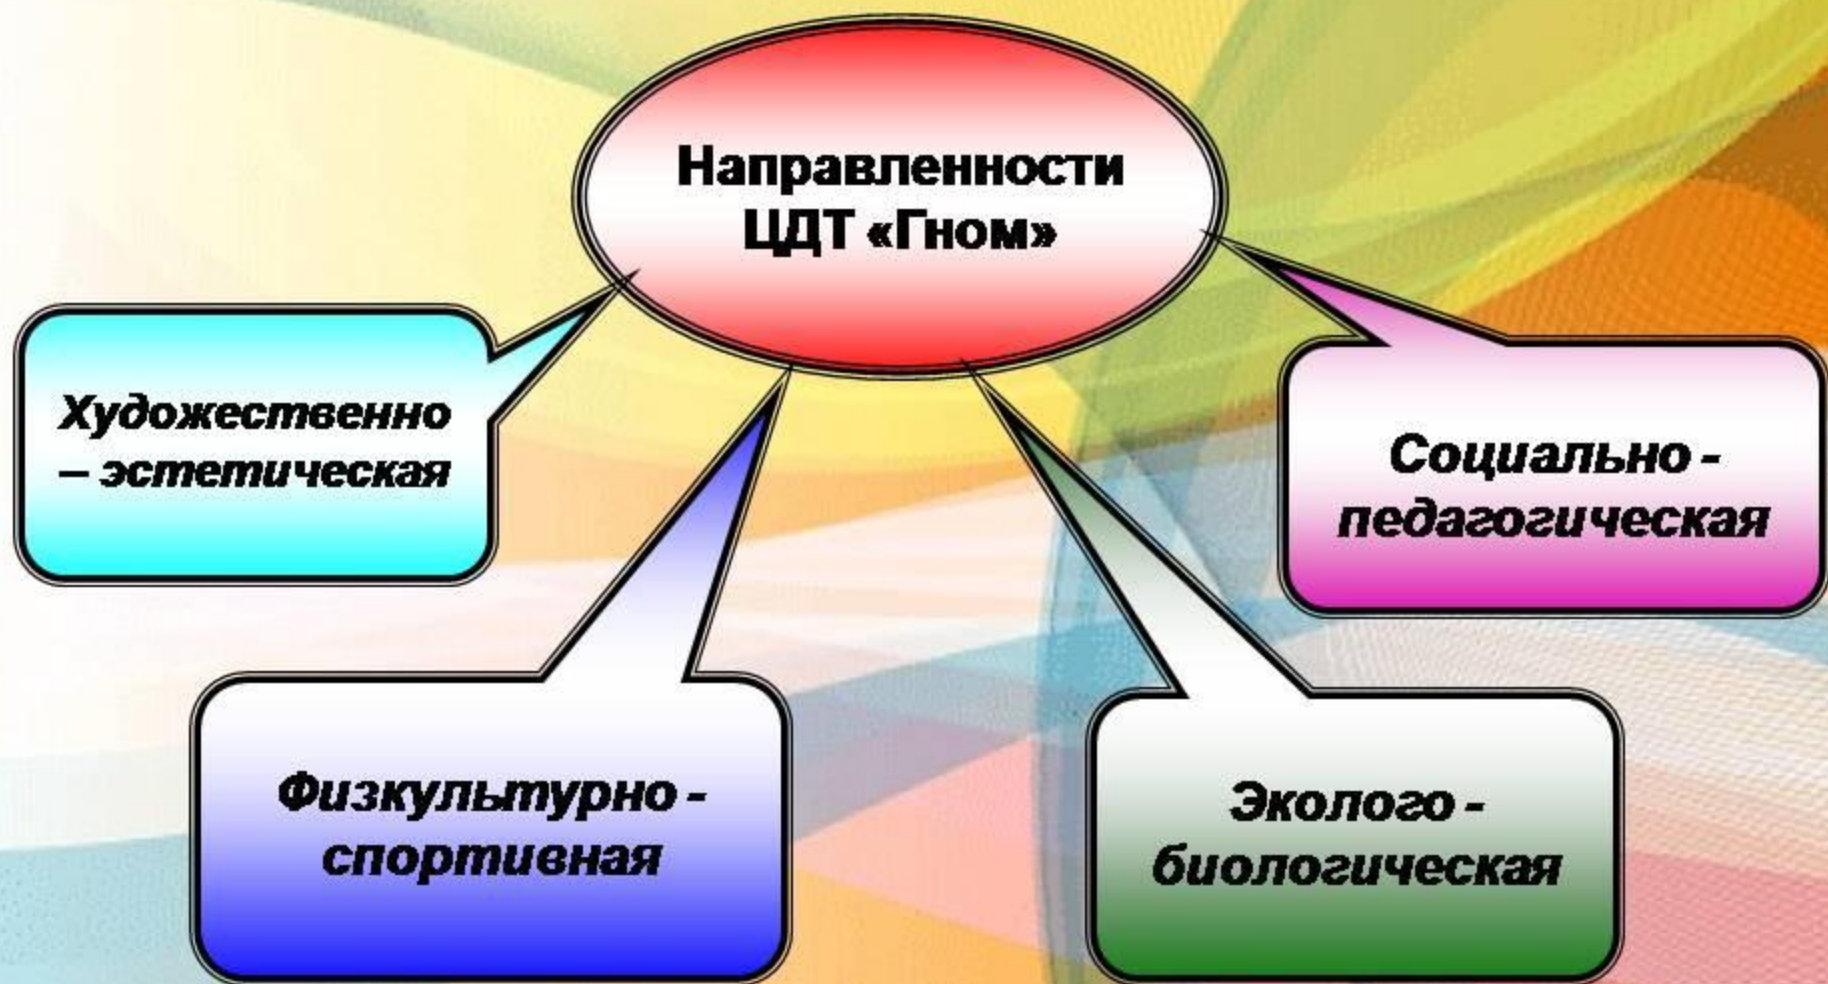 Направленности
ЦДТ «Гном»
Художественно
– эстетическая
Социально -
педагогическая
Физкультурно -
спортивная
Эколого -
биологическая